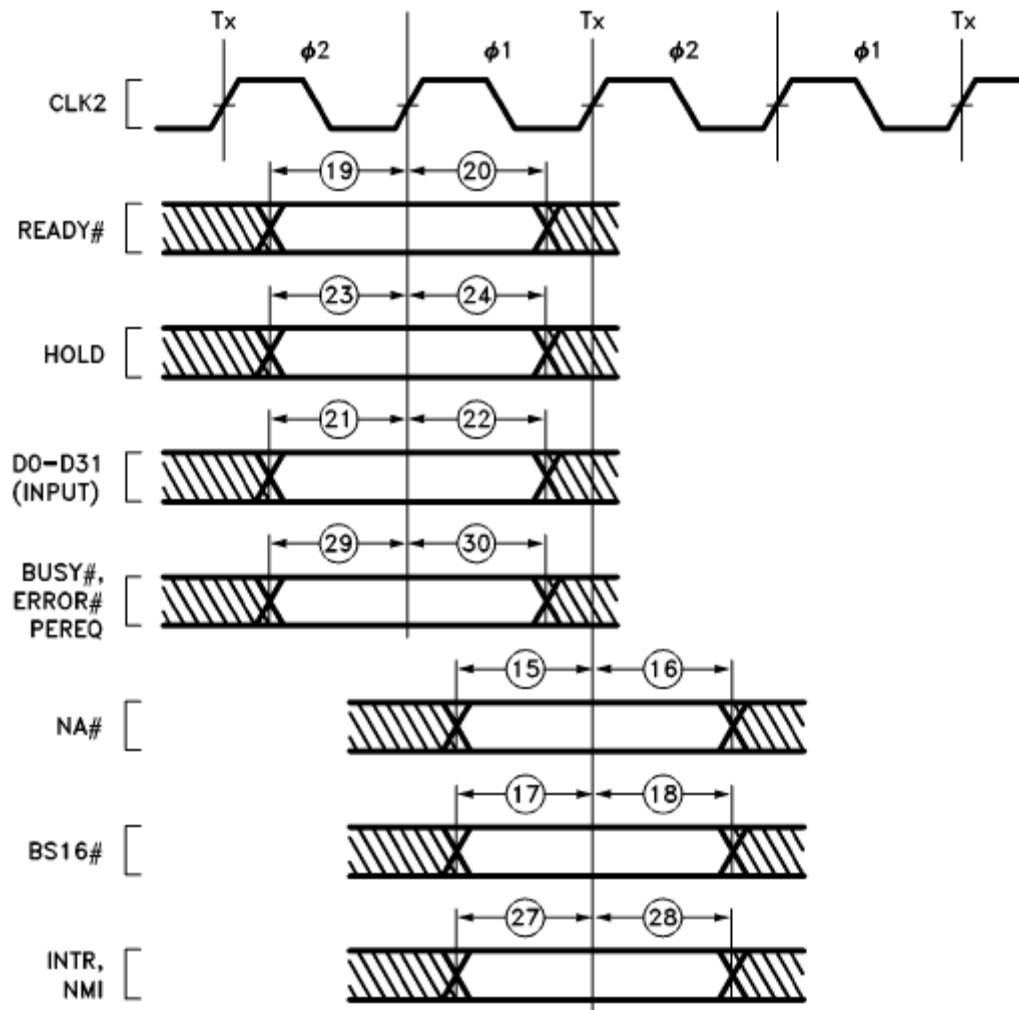 Tx Tx Tx
ϕ2 ϕ1 ϕ2 ϕ1
CLK2
19 20
READY#
23 24
HOLD
21 22
D0-D31
(INPUT)
29 30
BUSY#,
ERROR#
PEREQ
15 16
NA#
17 18
BS16#
27 28
INTR,
NMI